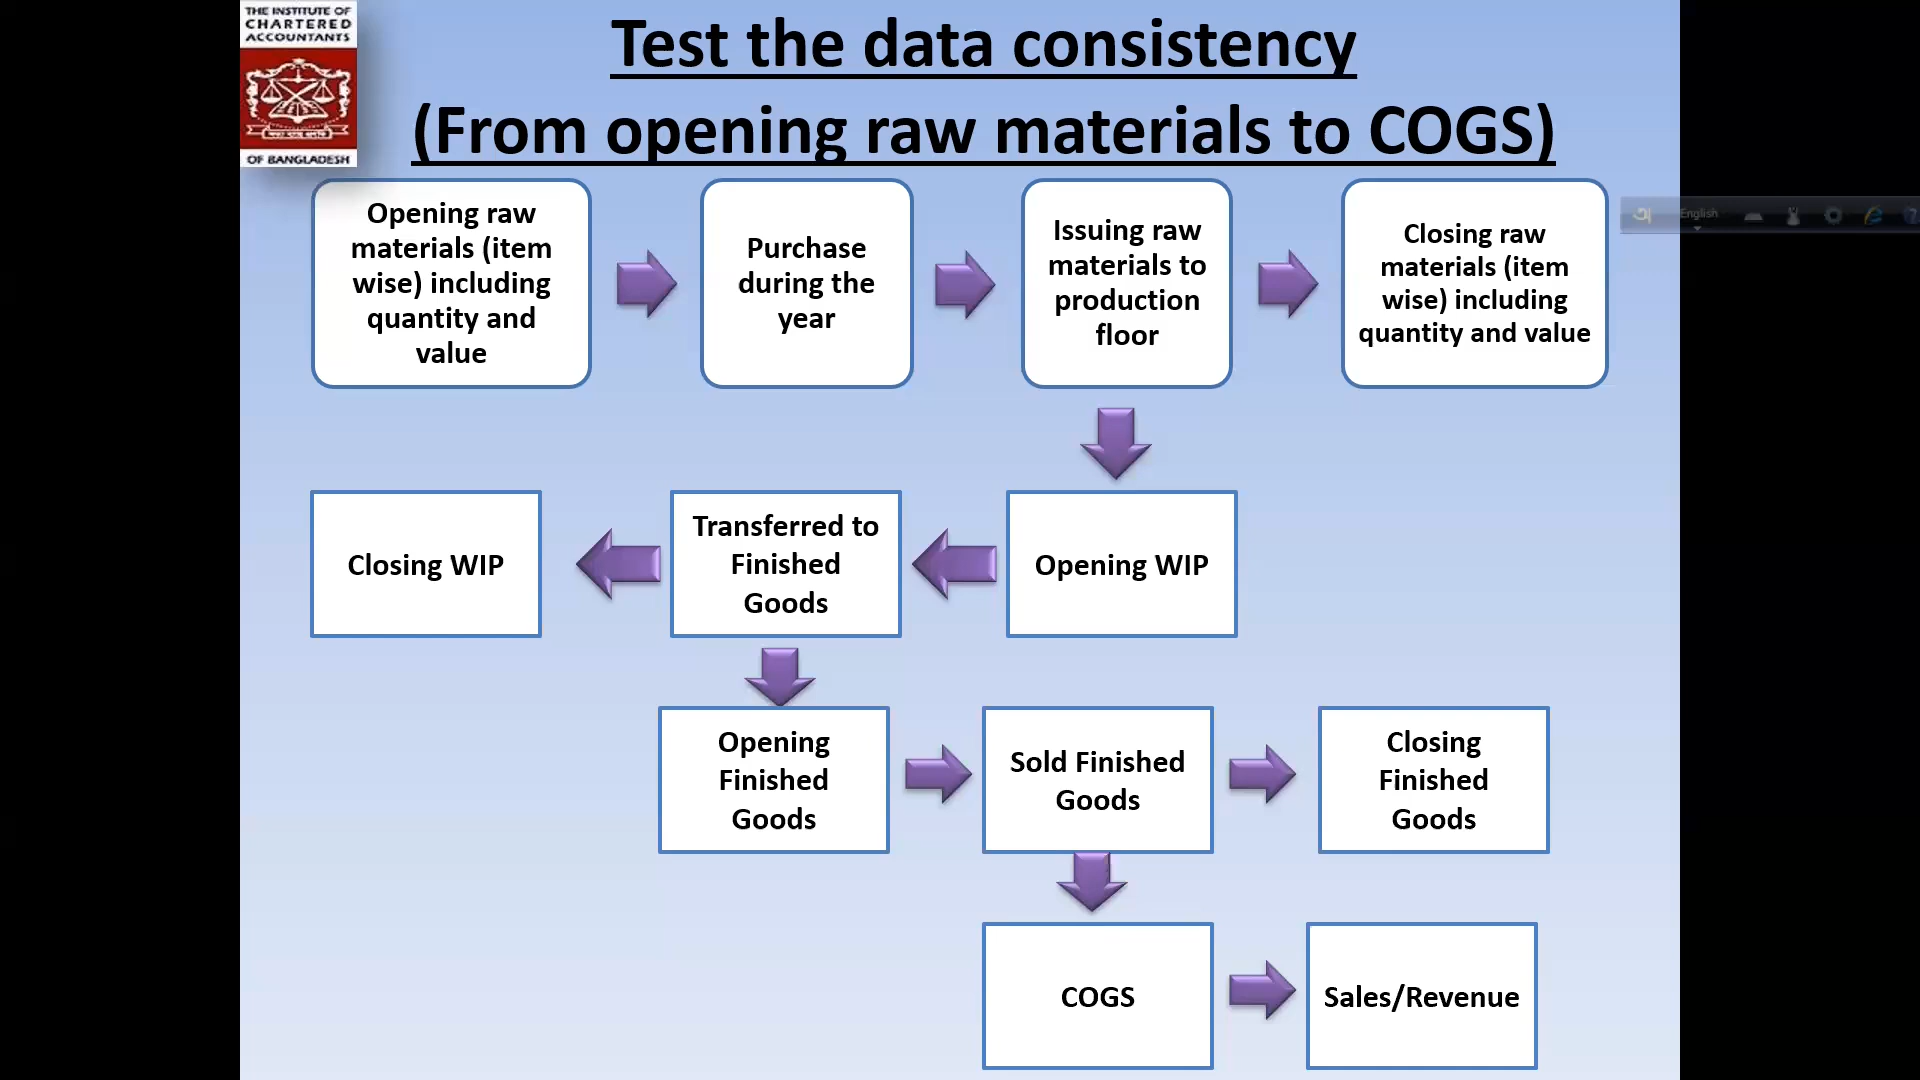 THE INSTITUTE OF
CHARTERED
ACCOUNTANTS
OF BANGLADESH
Test the data consistency
(From opening raw materials to COGS)
Opening raw
materials (item
wise) including
quantity and
value
Purchase
during the
year
Issuing raw
materials to
production
floor
Closing raw
materials (item
wise) including
quantity and value
অ English
Closing WIP
Transferred to
Finished
Goods
Opening WIP
Opening
Finished
Goods
Sold Finished
Goods
Closing
Finished
Goods
COGS
Sales/Revenue